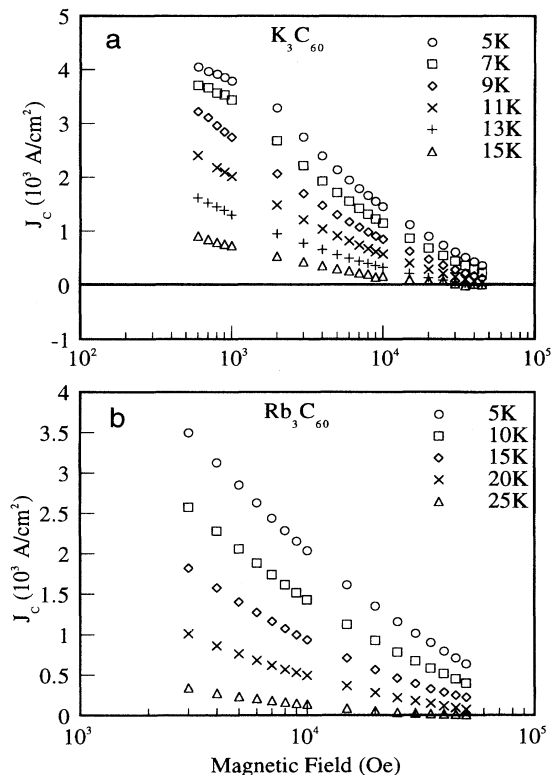 a
K₃C₆₀
5K
7K
9K
11K
13K
15K
5
4
3
2
1
0
-1
J_c (10³ A/cm²)
10² 10³ 10⁴ 10⁵
b
Rb₃C₆₀
5K
10K
15K
20K
25K
4
3.5
3
2.5
2
1.5
1
0.5
0
J_c (10³ A/cm²)
10³ 10⁴ 10⁵
Magnetic Field (Oe)